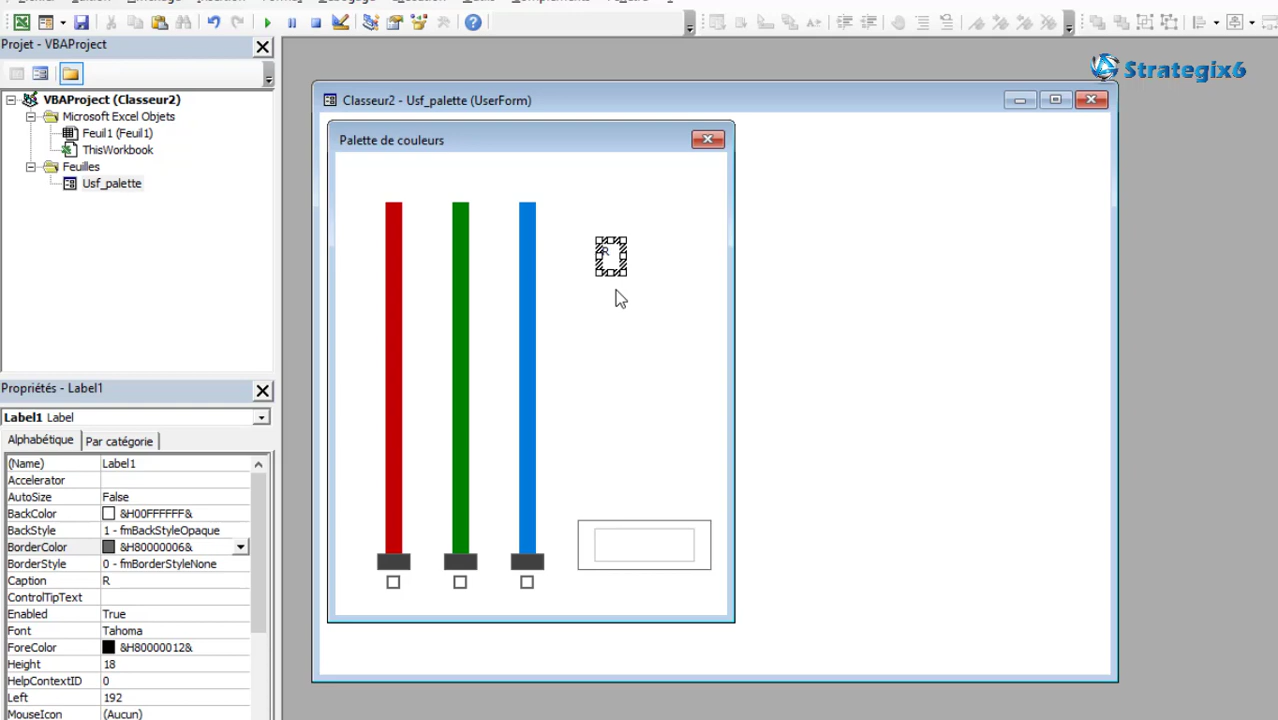 Strategix6
Projet - VBAProject
VBAProject (Classeur2)
Microsoft Excel Objets
Feuil1 (Feuil1)
ThisWorkbook
Feuilles
Usf_palette
Classeur2 - Usf_palette (UserForm)
Palette de couleurs
R
Propriétés - Label1
Label1 Label
Alphabétique Par catégorie
(Name) Label1
Accelerator
AutoSize False
BackColor &H00FFFFFF&
BackStyle 1 - fmBackStyleOpaque
BorderColor &H80000006&
BorderStyle 0 - fmBorderStyleNone
Caption R
ControlTipText
Enabled True
Font Tahoma
ForeColor &H80000012&
Height 18
HelpContextID 0
Left 192
MouseIcon (Aucun)